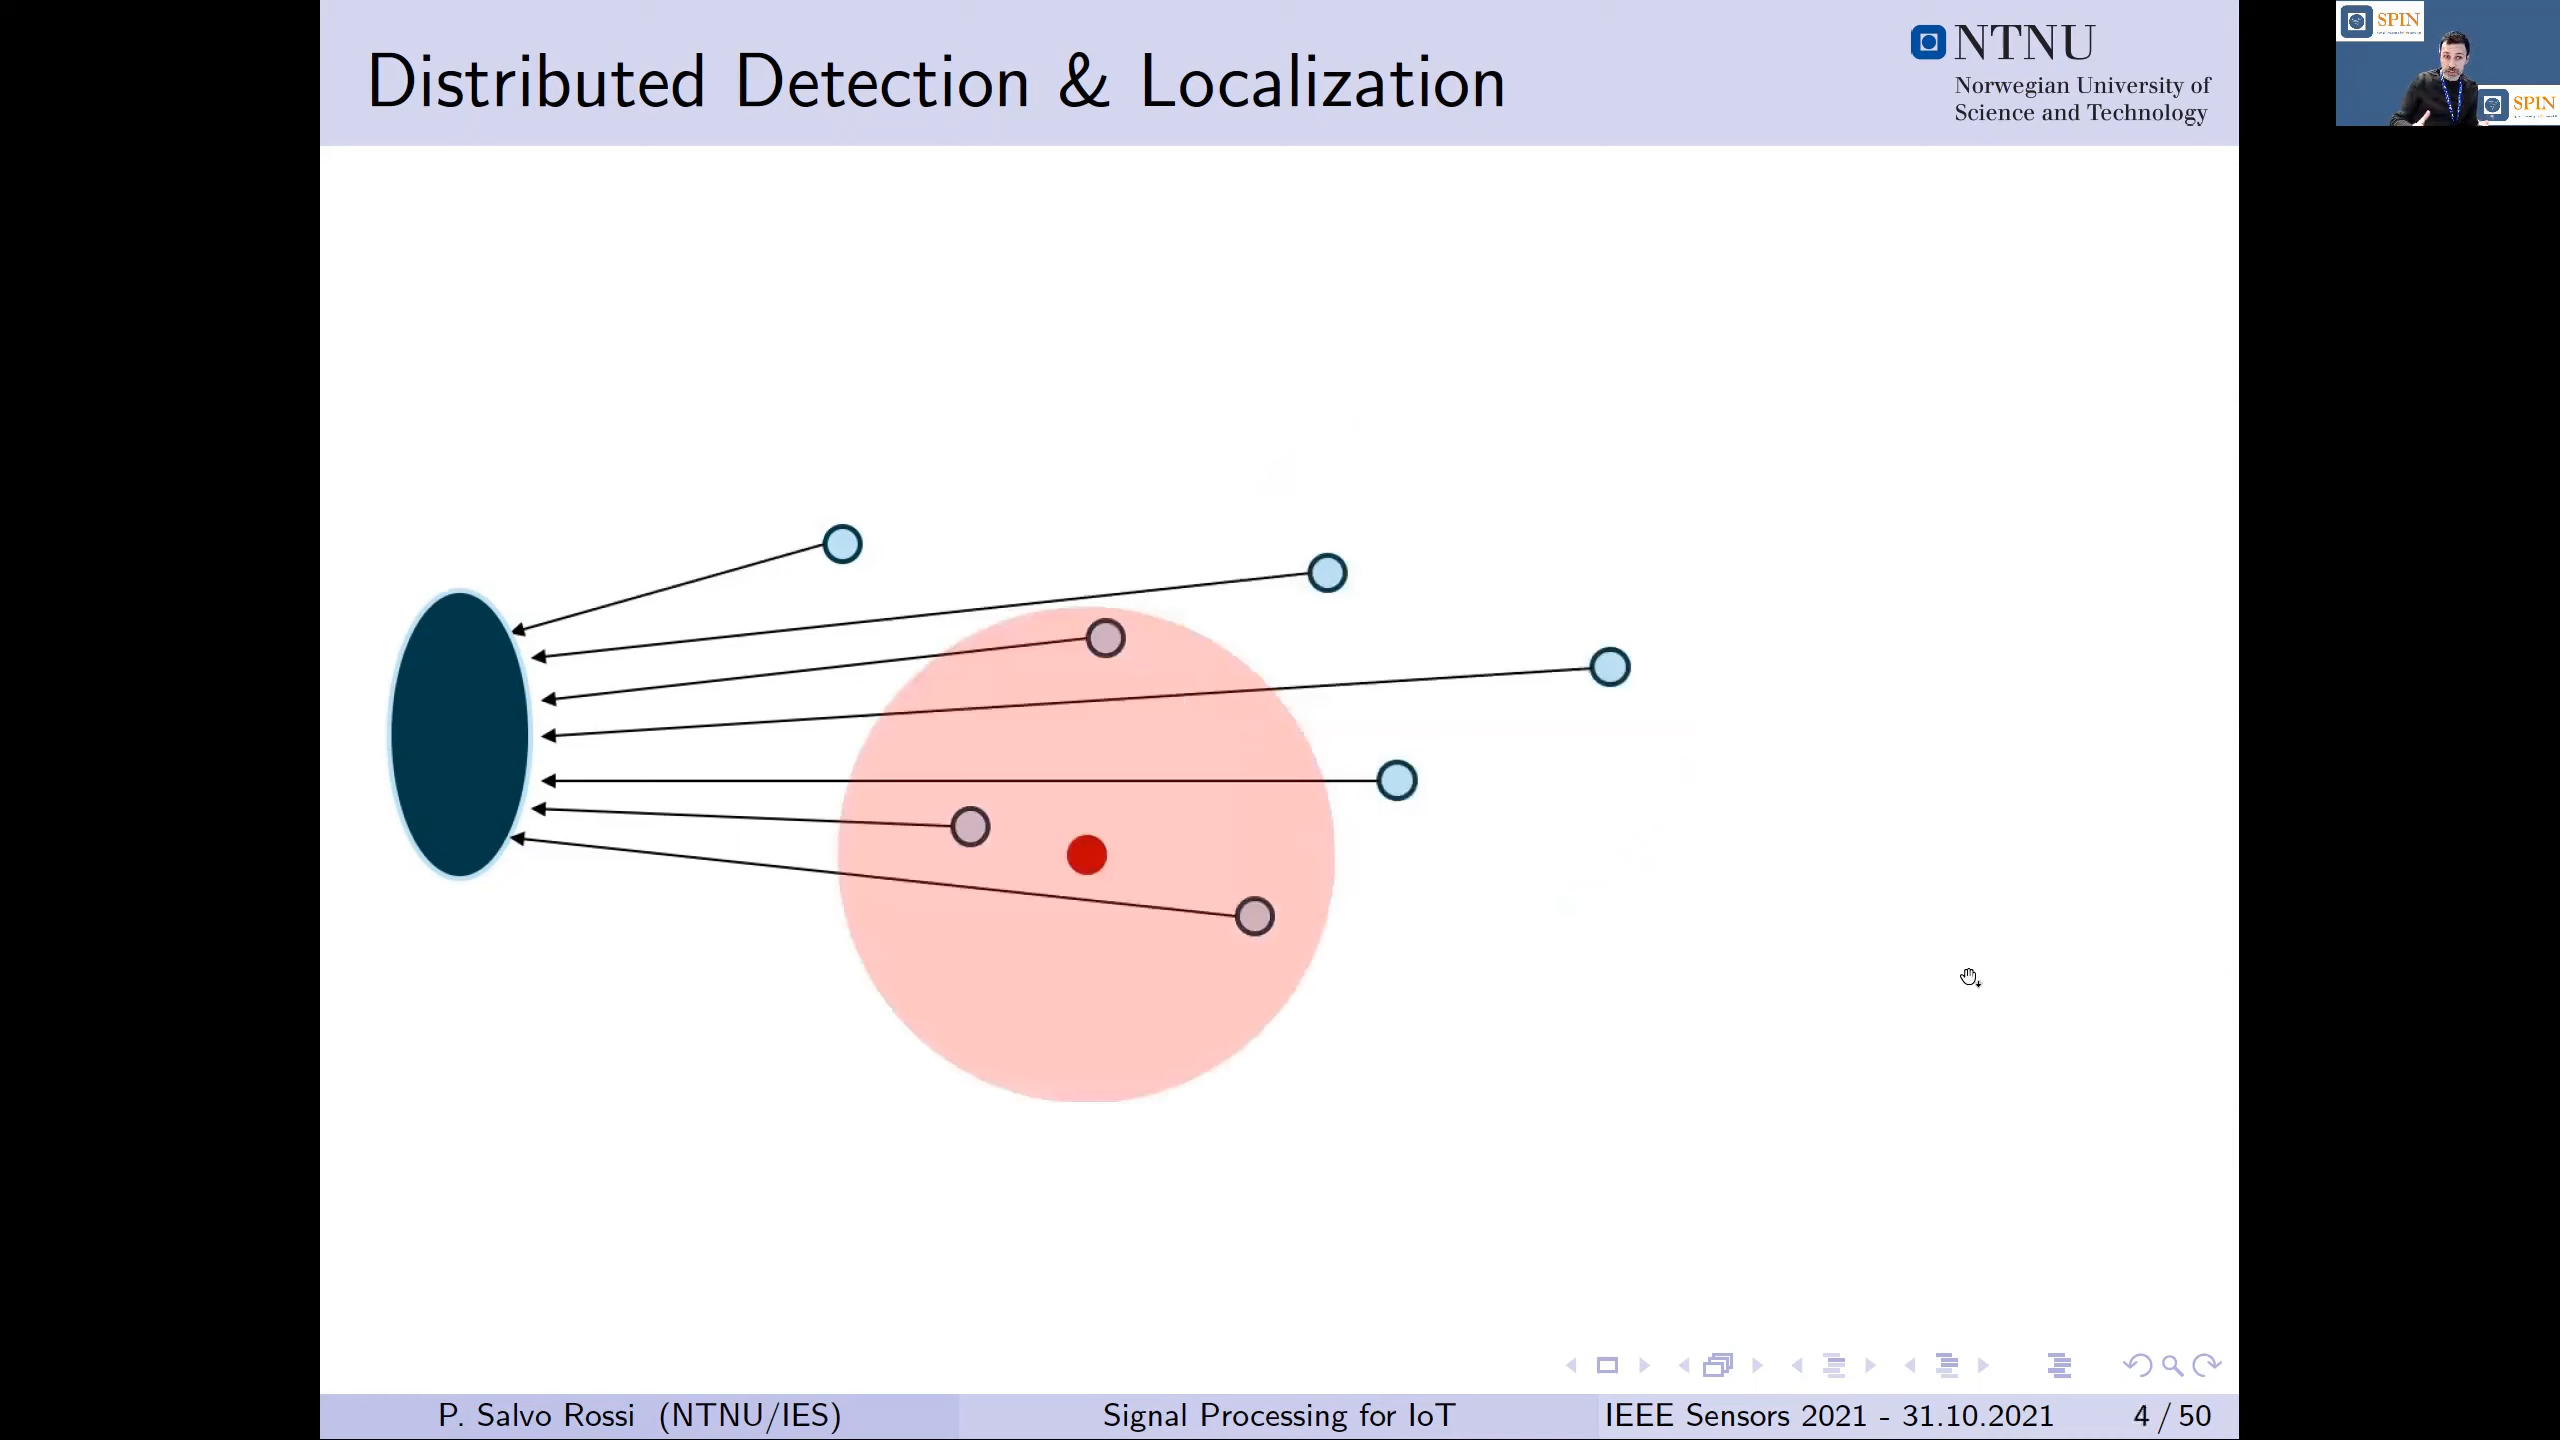 Distributed Detection & Localization
NTNU
Norwegian University of
Science and Technology
SPIN
SPIN
P. Salvo Rossi (NTNU/IES)
Signal Processing for IoT
IEEE Sensors 2021 - 31.10.2021
4 / 50